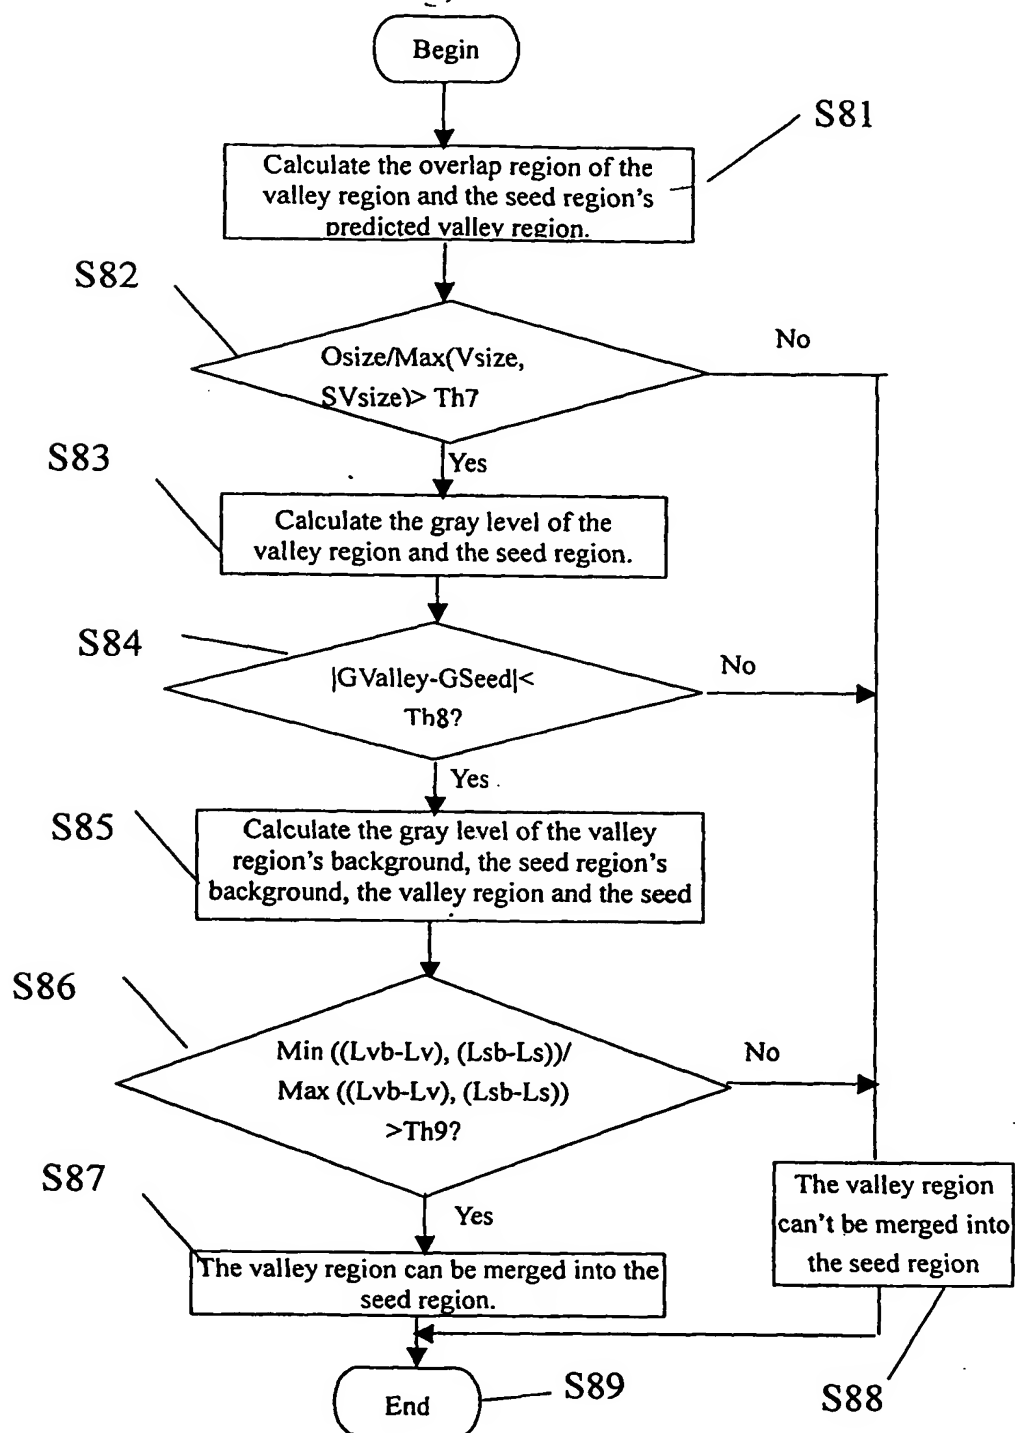 Begin
S81
Calculate the overlap region of the
valley region and the seed region's
predicted valley region.
S82
Osize/Max(Vsize,
SVsize)> Th7
No
Yes
S83
Calculate the gray level of the
valley region and the seed region.
S84
|GValley-GSeed|<
Th8?
No
Yes
S85
Calculate the gray level of the valley
region's background, the seed region's
background, the valley region and the seed
S86
Min ((Lvb-Lv), (Lsb-Ls))/
Max ((Lvb-Lv), (Lsb-Ls))
>Th9?
No
Yes
S87
The valley region can be merged into the
seed region.
The valley region
can't be merged into
the seed region
S88
End
S89